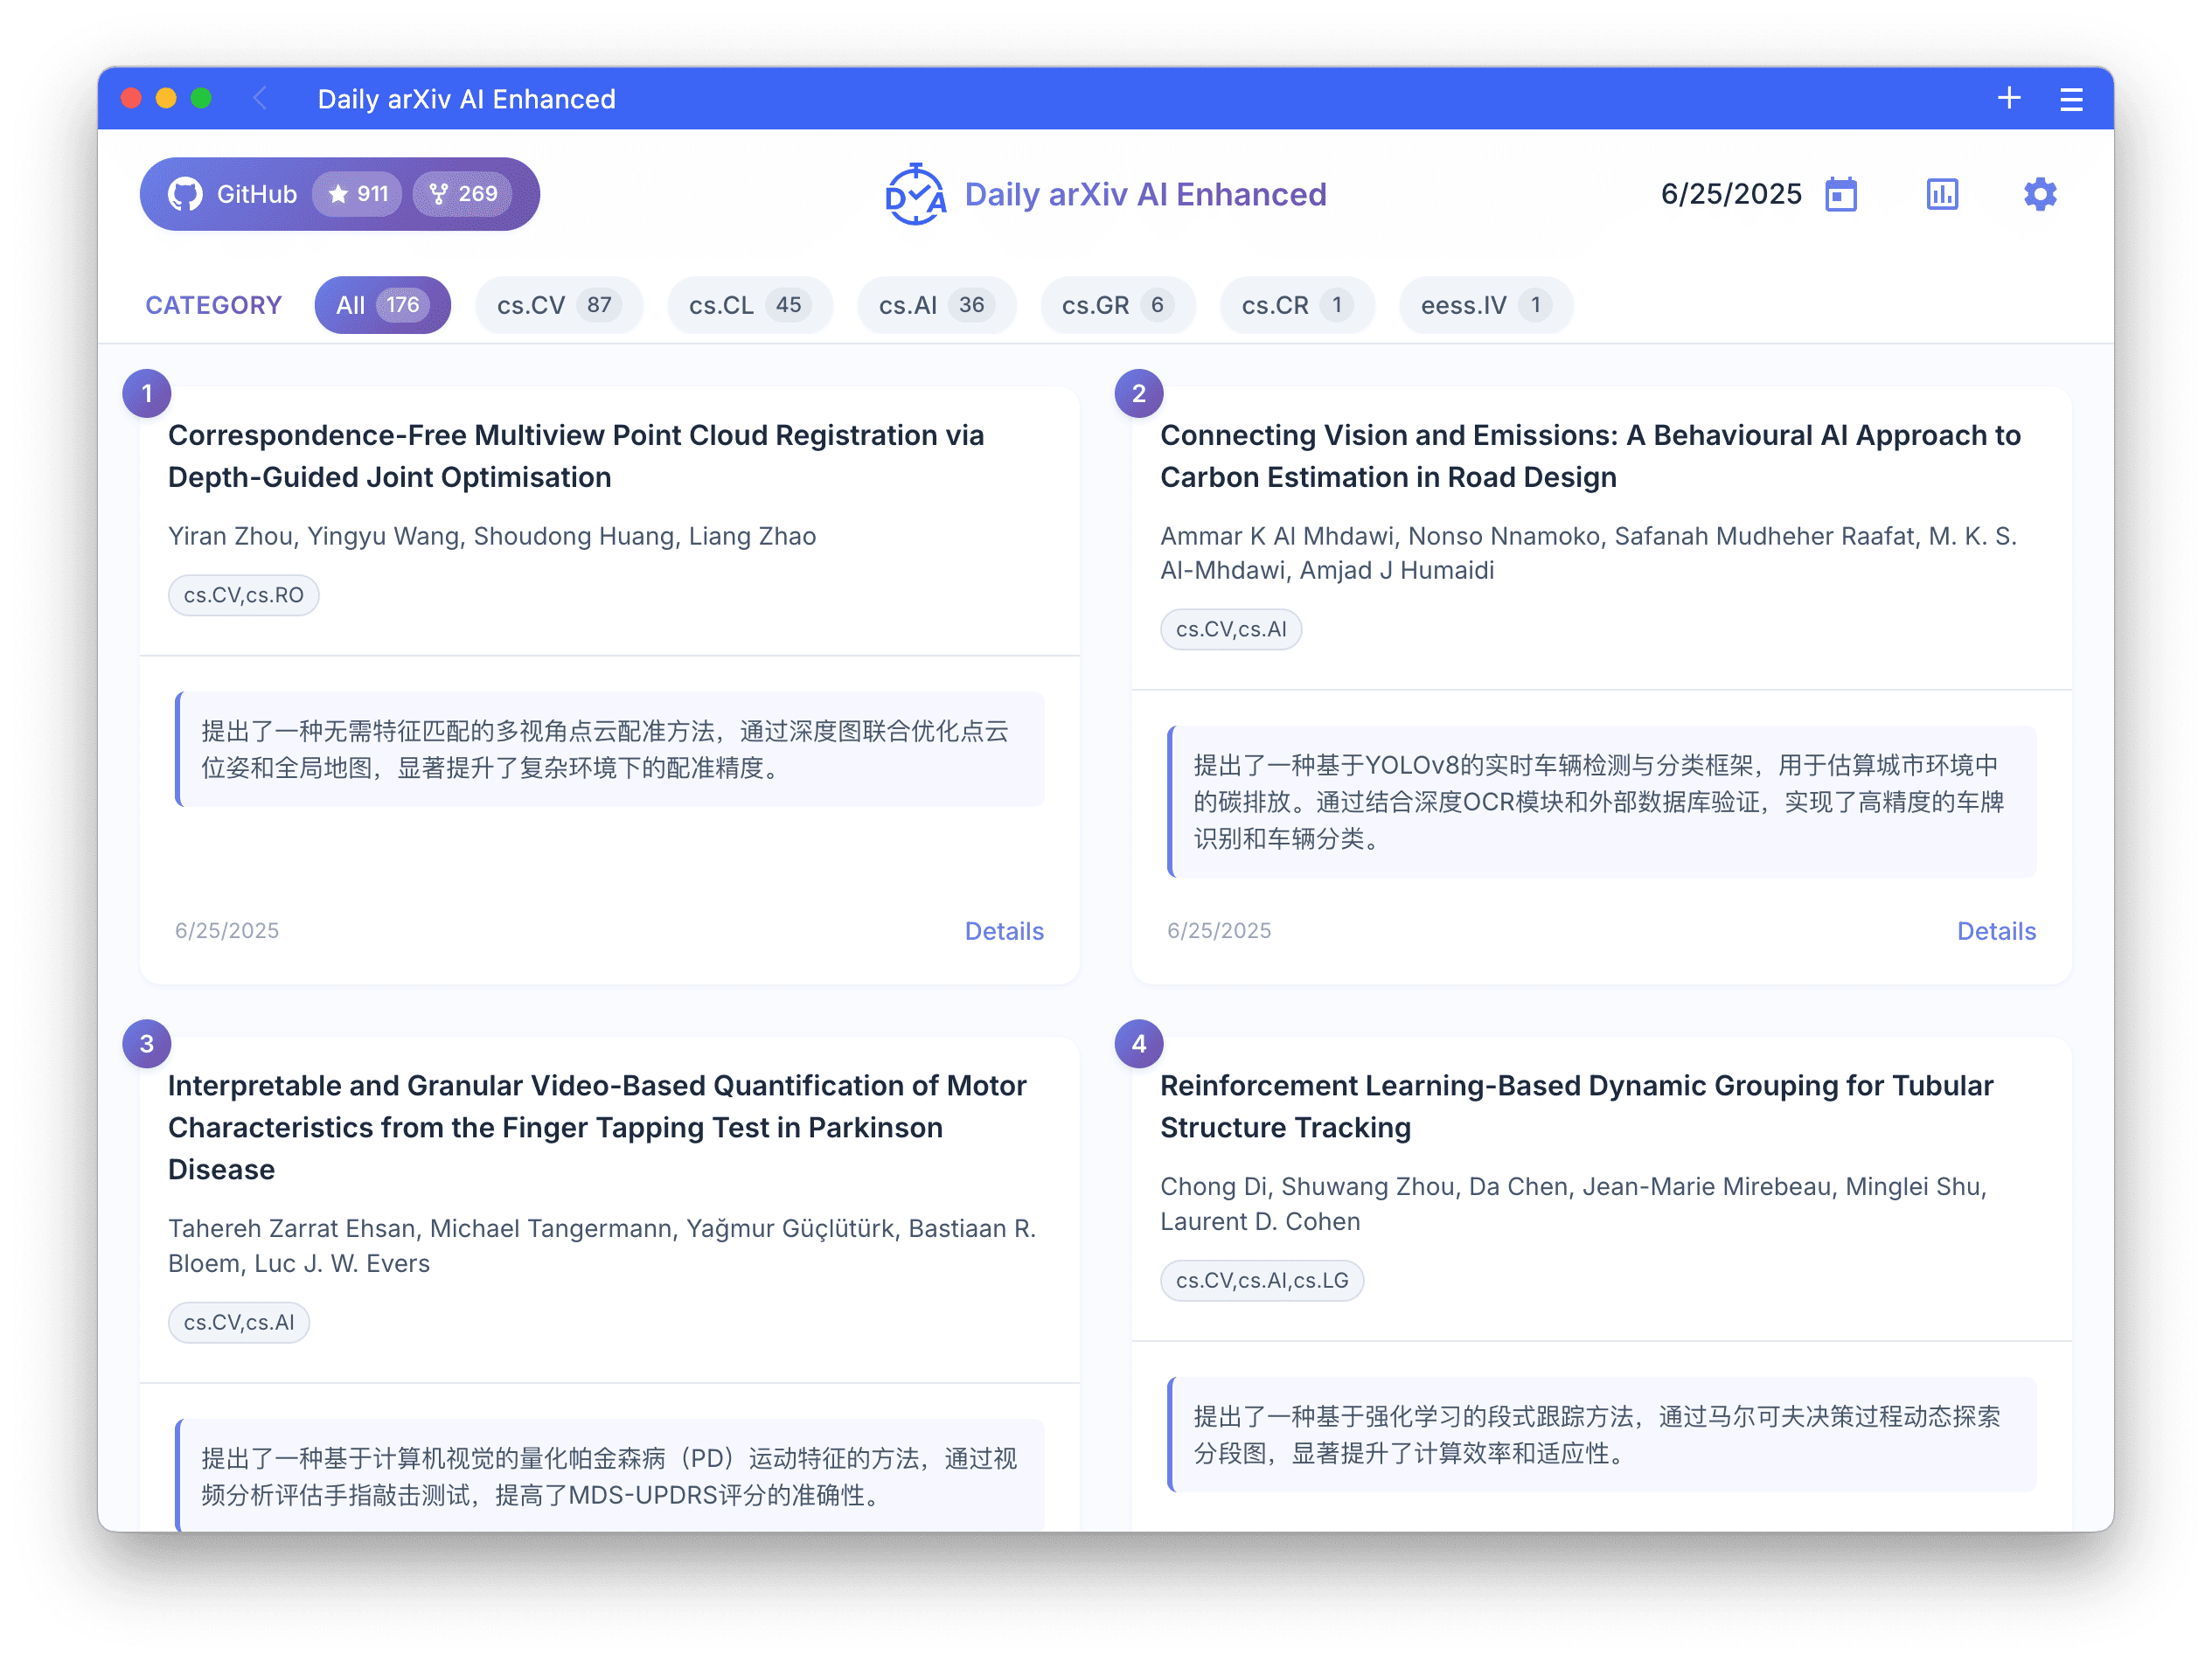 Daily arXiv AI Enhanced
GitHub 911 269
DA Daily arXiv AI Enhanced
6/25/2025
CATEGORY All 176 cs.CV 87 cs.CL 45 cs.AI 36 cs.GR 6 cs.CR 1 eess.IV 1
1
Correspondence-Free Multiview Point Cloud Registration via
Depth-Guided Joint Optimisation
Yiran Zhou, Yingyu Wang, Shoudong Huang, Liang Zhao
cs.CV,cs.RO
提出了一种无需特征匹配的多视角点云配准方法，通过深度图联合优化点云
位姿和全局地图，显著提升了复杂环境下的配准精度。
6/25/2025 Details
2
Connecting Vision and Emissions: A Behavioural AI Approach to
Carbon Estimation in Road Design
Ammar K Al Mhdawi, Nonso Nnamoko, Safanah Mudheher Raafat, M. K. S.
Al-Mhdawi, Amjad J Humaidi
cs.CV,cs.AI
提出了一种基于YOLOv8的实时车辆检测与分类框架，用于估算城市环境中
的碳排放。通过结合深度OCR模块和外部数据库验证，实现了高精度的车牌
识别和车辆分类。
6/25/2025 Details
3
Interpretable and Granular Video-Based Quantification of Motor
Characteristics from the Finger Tapping Test in Parkinson
Disease
Tahereh Zarrat Ehsan, Michael Tangermann, Yağmur Güçlütürk, Bastiaan R.
Bloem, Luc J. W. Evers
cs.CV,cs.AI
提出了一种基于计算机视觉的量化帕金森病（PD）运动特征的方法，通过视
频分析评估手指敲击测试，提高了MDS-UPDRS评分的准确性。
4
Reinforcement Learning-Based Dynamic Grouping for Tubular
Structure Tracking
Chong Di, Shuwang Zhou, Da Chen, Jean-Marie Mirebeau, Minglei Shu,
Laurent D. Cohen
cs.CV,cs.AI,cs.LG
提出了一种基于强化学习的段式跟踪方法，通过马尔可夫决策过程动态探索
分段图，显著提升了计算效率和适应性。